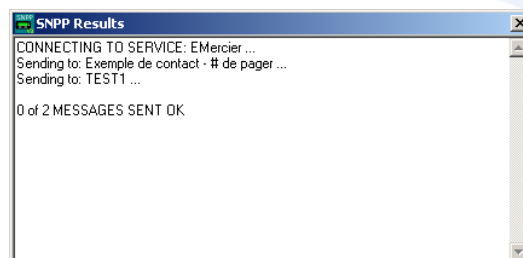 SNPP Results
CONNECTING TO SERVICE: EMercier ...
Sending to: Exemple de contact - # de pager ...
Sending to: TEST1 ...
0 of 2 MESSAGES SENT OK